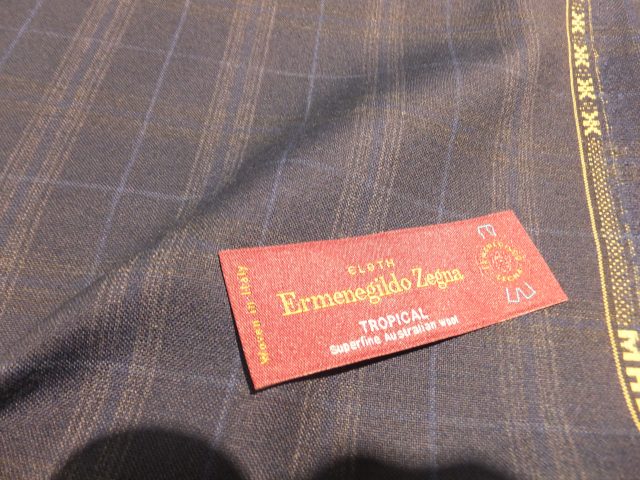 CLOTH
Ermenegildo Zegna
TROPICAL
Superfine Australian wool
Woven in Italy